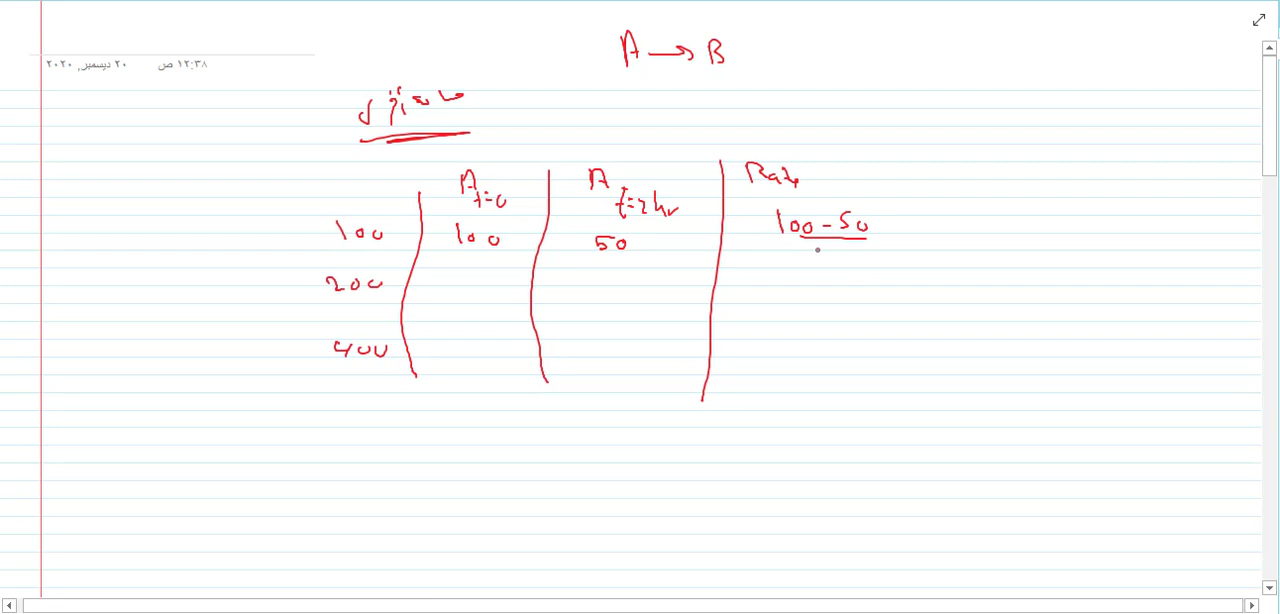 A → B
٢٠ ديسمبر, ٢٠٢٠ ١٢:٣٨ ص
A t=0 A t=2hr Rate
100 100 50 100-50
200
400